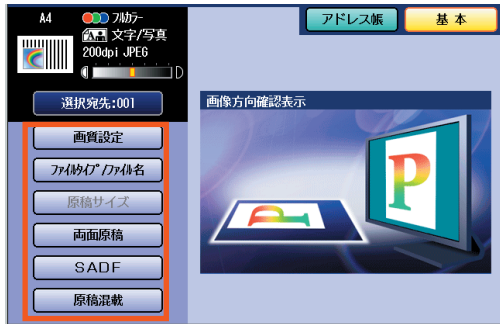 A4 フルカラー
文字/写真
200dpi JPEG
アドレス帳
基本
選択宛先:001
画像方向確認表示
画質設定
ファイルタイプ/ファイル名
原稿サイズ
両面原稿
SADF
原稿混載
P
P